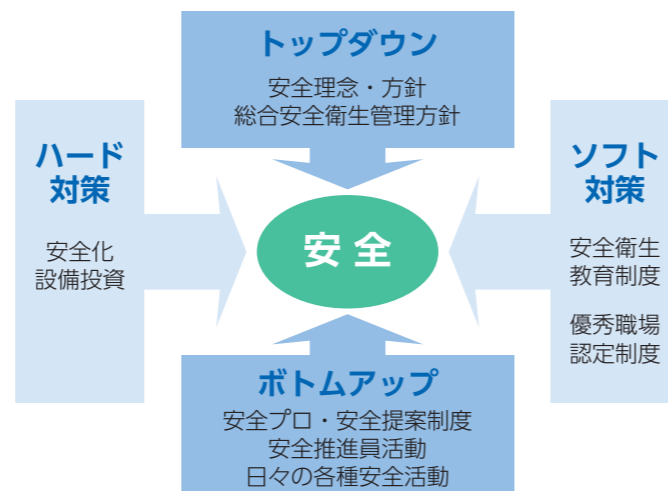 トップダウン
安全理念・方針
総合安全衛生管理方針
ハード
対策
安全化
設備投資
安全
ソフト
対策
安全衛生
教育制度
優秀職場
認定制度
ボトムアップ
安全プロ・安全提案制度
安全推進員活動
日々の各種安全活動